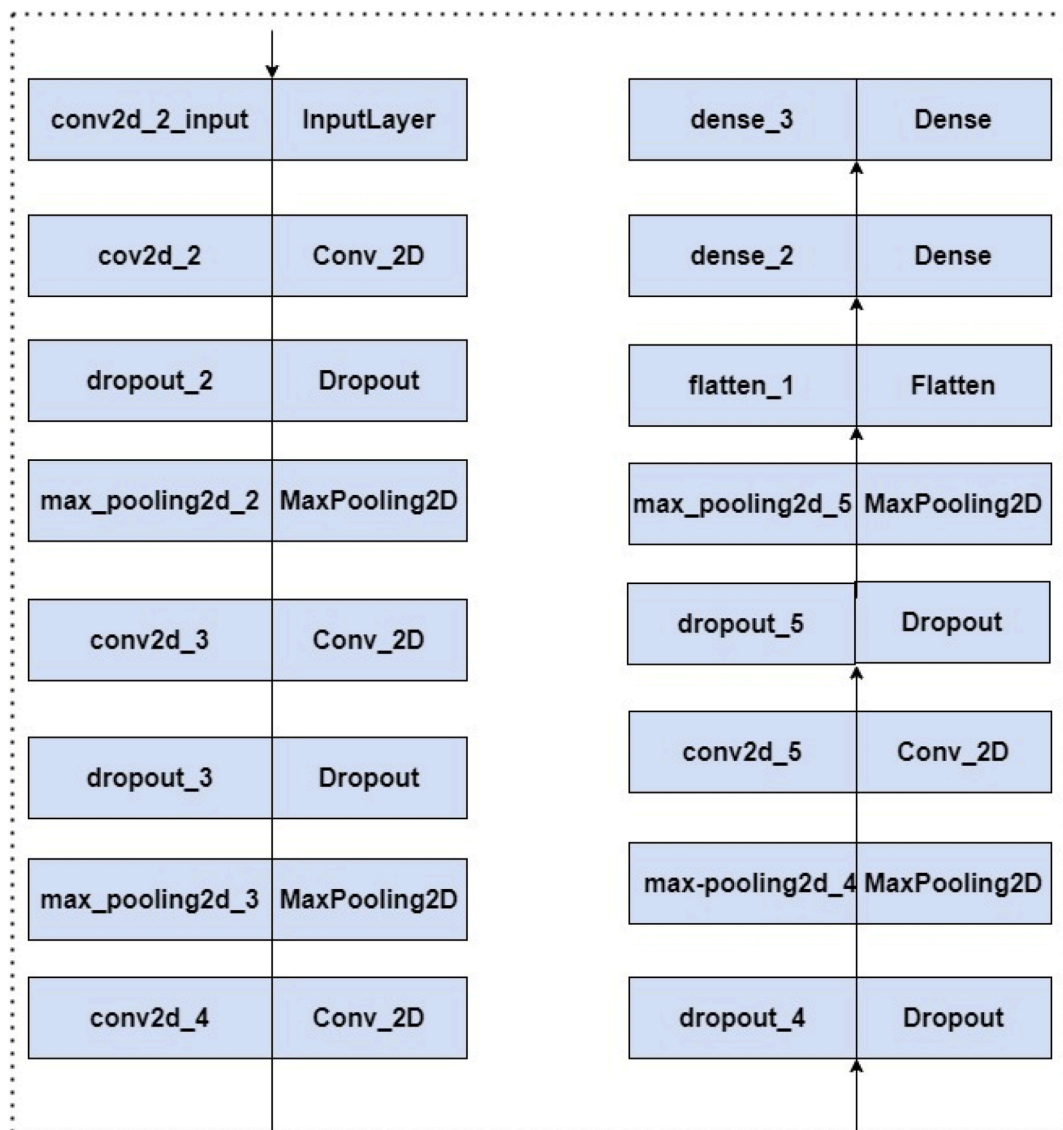 conv2d_2_input InputLayer
cov2d_2 Conv_2D
dropout_2 Dropout
max_pooling2d_2 MaxPooling2D
conv2d_3 Conv_2D
dropout_3 Dropout
max_pooling2d_3 MaxPooling2D
conv2d_4 Conv_2D
dense_3 Dense
dense_2 Dense
flatten_1 Flatten
max_pooling2d_5 MaxPooling2D
dropout_5 Dropout
conv2d_5 Conv_2D
max-pooling2d_4 MaxPooling2D
dropout_4 Dropout